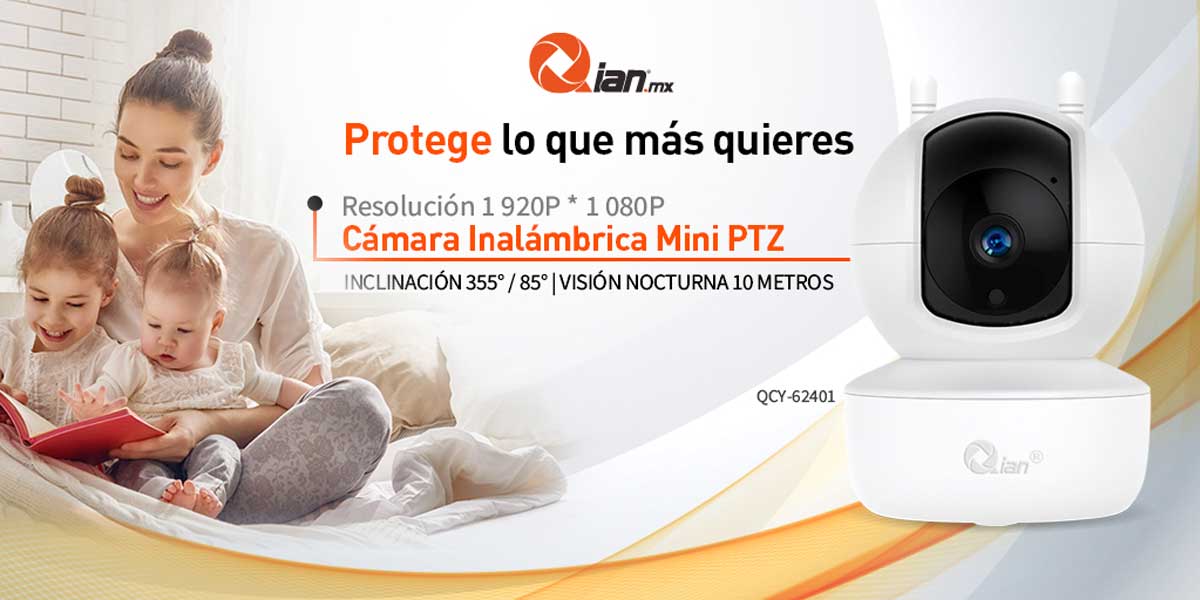 Qian.mx
Protege lo que más quieres
Resolución 1 920P * 1 080P
Cámara Inalámbrica Mini PTZ
INCLINACIÓN 355° / 85° | VISIÓN NOCTURNA 10 METROS
QCY-62401
Qian®